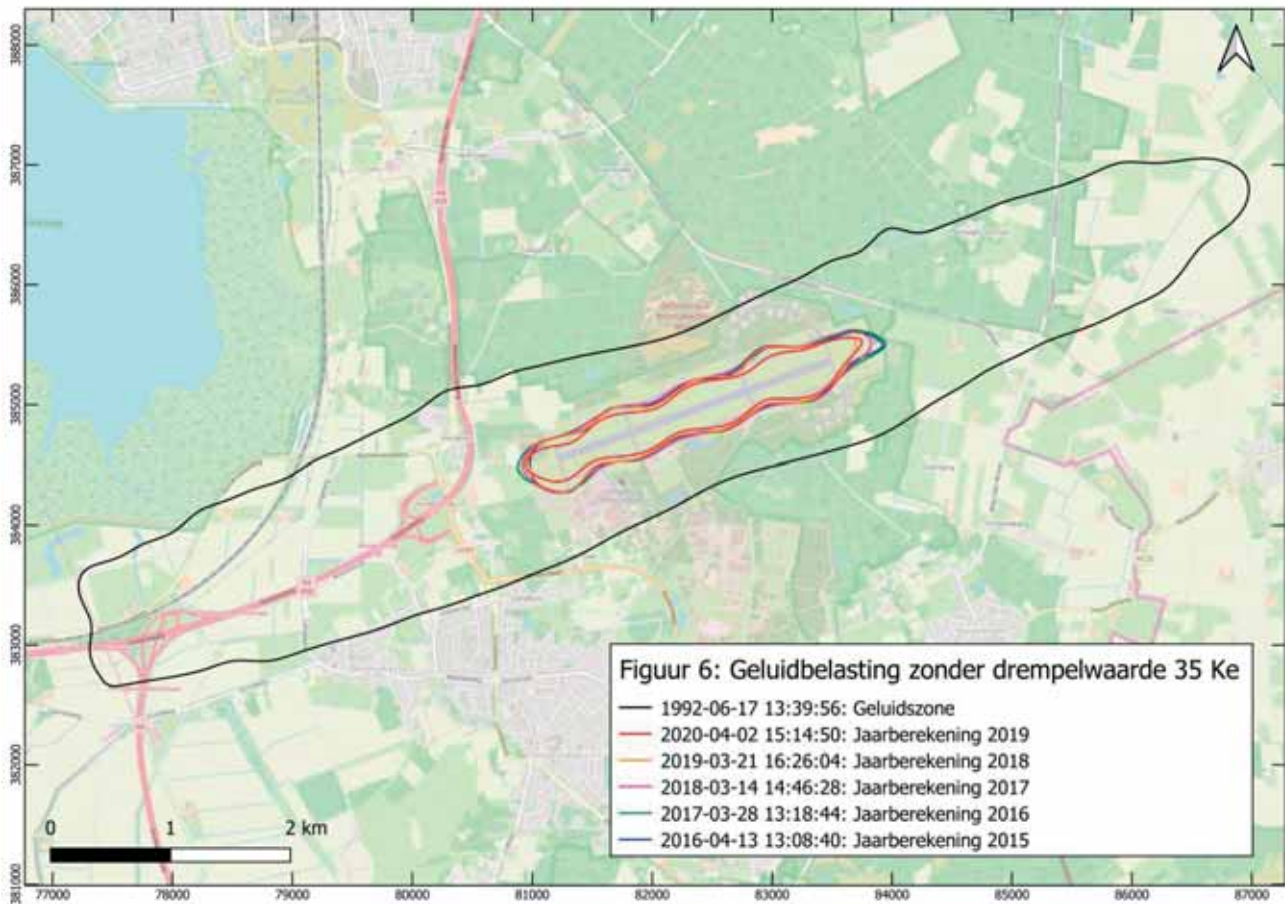 388000
387000
386000
385000
384000
383000
382000
381000
Figuur 6: Geluidbelasting zonder drempelwaarde 35 Ke
1992-06-17 13:39:56: Geluidszone
2020-04-02 15:14:50: Jaarberekening 2019
2019-03-21 16:26:04: Jaarberekening 2018
2018-03-14 14:46:28: Jaarberekening 2017
2017-03-28 13:18:44: Jaarberekening 2016
2016-04-13 13:08:40: Jaarberekening 2015
0 1 2 km
77000 78000 79000 80000 81000 82000 83000 84000 85000 86000 87000